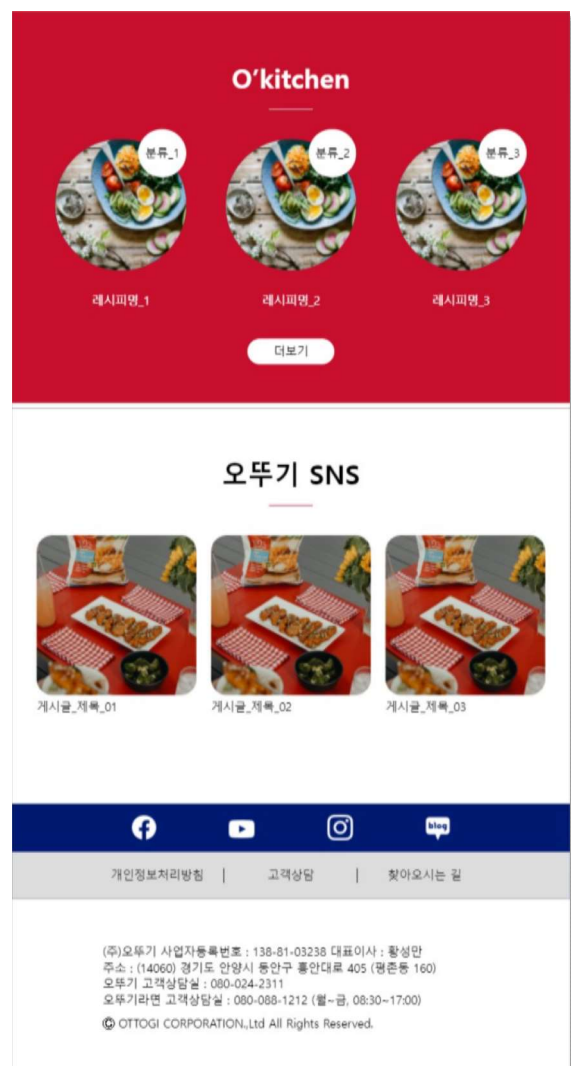 O'kitchen
분류_1
분류_2
분류_3
레시피명_1
레시피명_2
레시피명_3
더보기
오뚜기 SNS
게시글_제목_01
게시글_제목_02
게시글_제목_03
blog
개인정보처리방침 | 고객상담 | 찾아오시는 길
(주)오뚜기 사업자등록번호 : 138-81-03238 대표이사 : 황성만
주소 : (14060) 경기도 안양시 동안구 흥안대로 405 (평촌동 160)
오뚜기 고객상담실 : 080-024-2311
오뚜기라면 고객상담실 : 080-088-1212 (월~금, 08:30~17:00)
© OTTOGI CORPORATION.,Ltd All Rights Reserved.